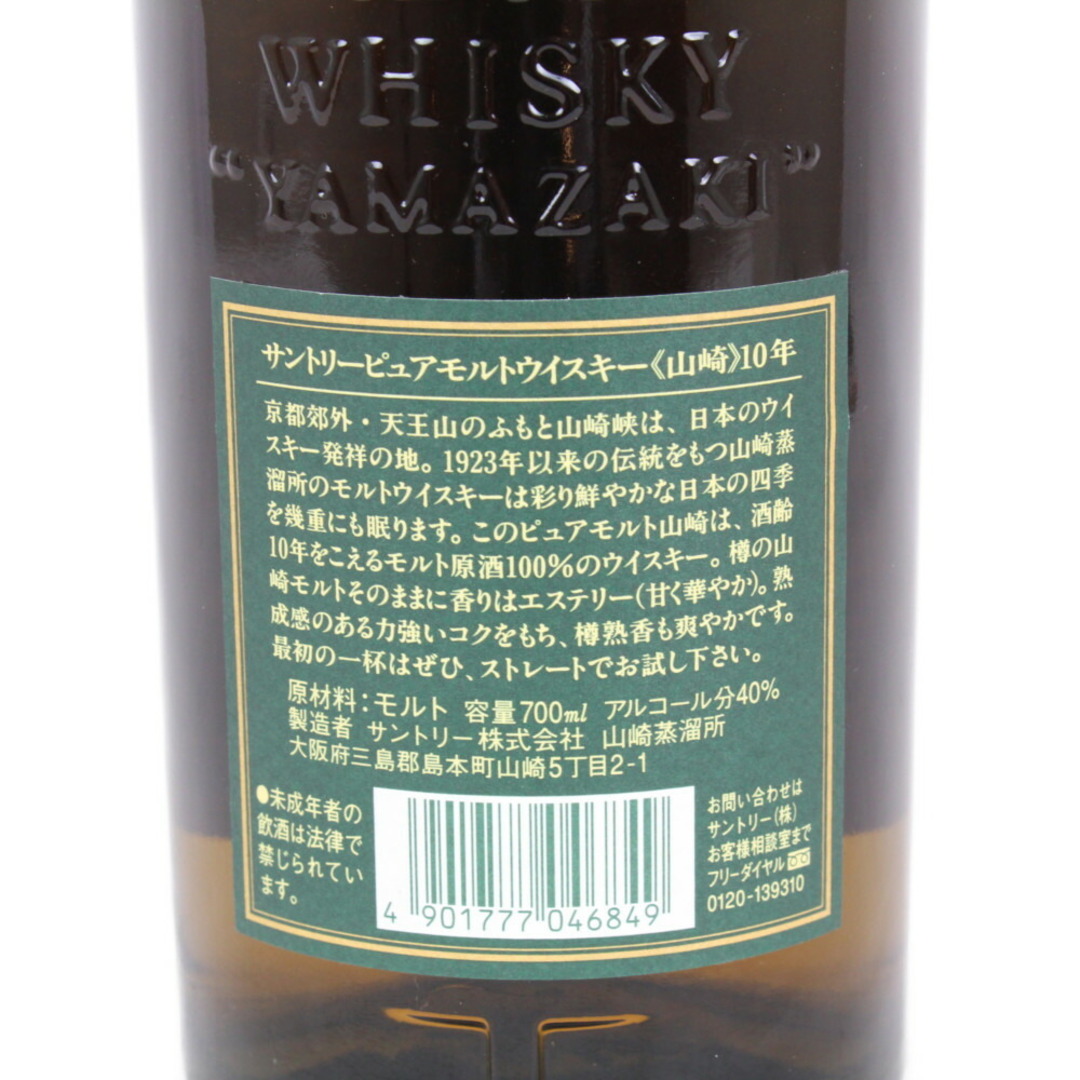 WHISKY
"YAMAZAKI"
サントリーピュアモルトウイスキー《山崎》10年
京都郊外・天王山のふもと山崎峡は、日本のウイ
スキー発祥の地。1923年以来の伝統をもつ山崎蒸
溜所のモルトウイスキーは彩り鮮やかな日本の四季
を幾重にも眠ります。このピュアモルト山崎は、酒齢
10年をこえるモルト原酒100%のウイスキー。樽の山
崎モルトそのままに香りはエステリー(甘く華やか)。熟
成感のある力強いコクをもち、樽熟香も爽やかです。
最初の一杯はぜひ、ストレートでお試し下さい。
原材料:モルト 容量700ml アルコール分40%
製造者 サントリー株式会社 山崎蒸溜所
大阪府三島郡島本町山崎5丁目2-1
●未成年者の
飲酒は法律で
禁じられてい
ます。
4 901777 046849
お問い合わせは
サントリー(株)
お客様相談室まで
フリーダイヤル
0120-139310